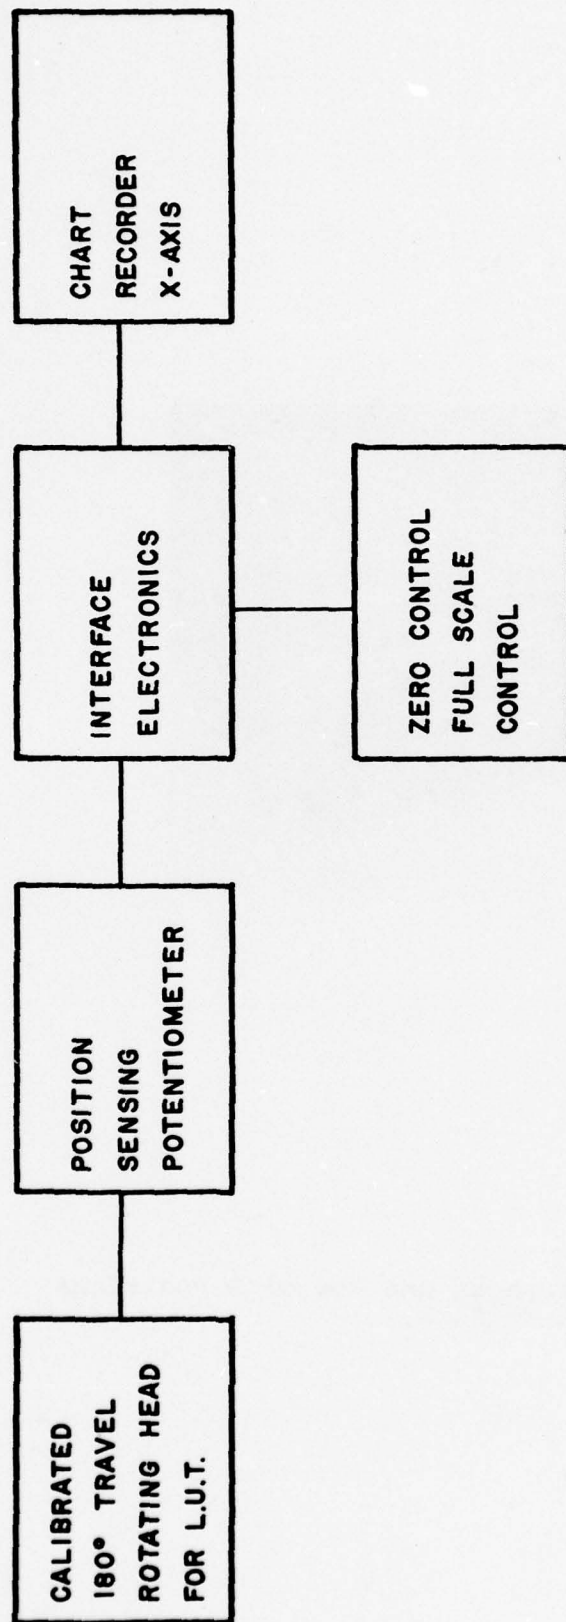 CALIBRATED
180° TRAVEL
ROTATING HEAD
FOR L.U.T.
POSITION
SENSING
POTENTIOMETER
INTERFACE
ELECTRONICS
CHART
RECORDER
X-AXIS
ZERO CONTROL
FULL SCALE
CONTROL